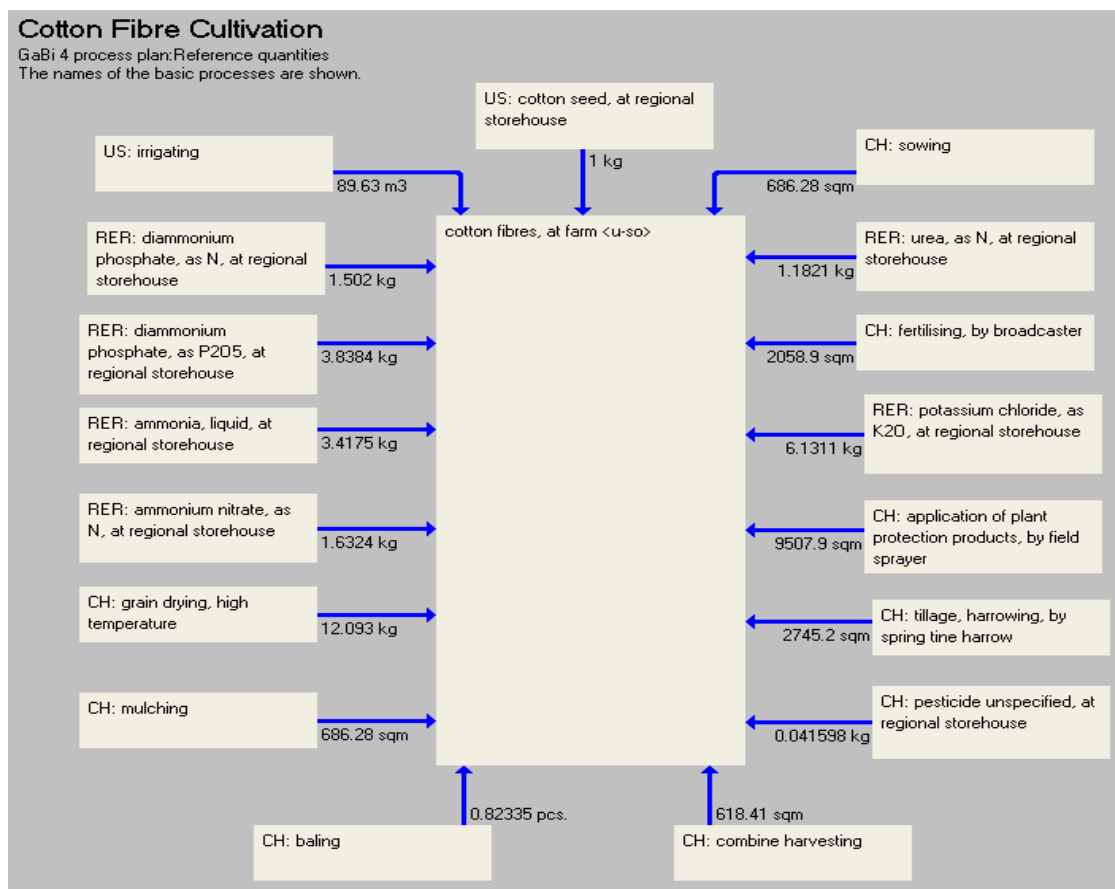 Cotton Fibre Cultivation
GaBi 4 process plan:Reference quantities
The names of the basic processes are shown.
US: cotton seed, at regional
storehouse
1 kg
US: irrigating
89.63 m3
CH: sowing
686.28 sqm
cotton fibres, at farm <u-so>
RER: diammonium
phosphate, as N, at regional
storehouse
1.502 kg
RER: urea, as N, at regional
storehouse
1.1821 kg
RER: diammonium
phosphate, as P2O5, at
regional storehouse
3.8384 kg
CH: fertilising, by broadcaster
2058.9 sqm
RER: ammonia, liquid, at
regional storehouse
3.4175 kg
RER: potassium chloride, as
K2O, at regional storehouse
6.1311 kg
RER: ammonium nitrate, as
N, at regional storehouse
1.6324 kg
CH: application of plant
protection products, by field
sprayer
9507.9 sqm
CH: grain drying, high
temperature
12.093 kg
CH: tillage, harrowing, by
spring tine harrow
2745.2 sqm
CH: mulching
686.28 sqm
CH: pesticide unspecified, at
regional storehouse
0.041598 kg
0.82335 pcs.
CH: baling
618.41 sqm
CH: combine harvesting